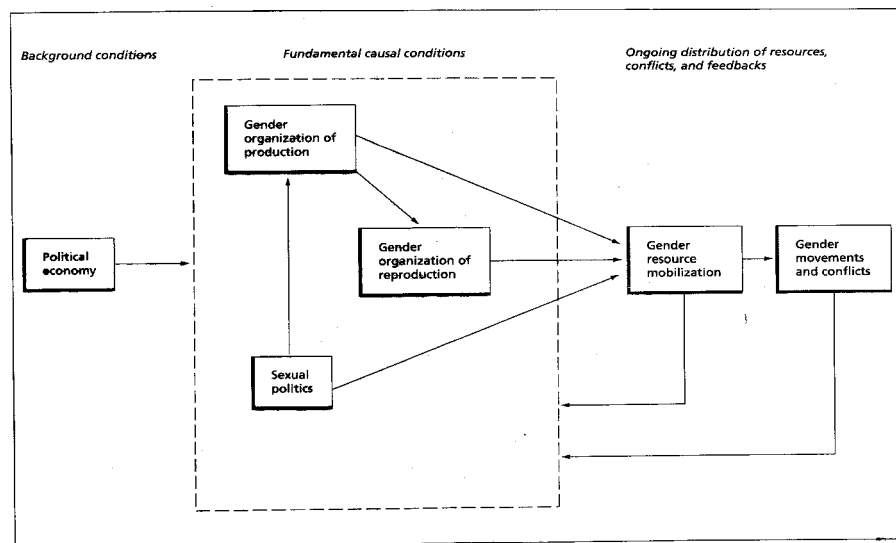 Background conditions
Fundamental causal conditions
Ongoing distribution of resources,
conflicts, and feedbacks
Gender
organization of
production
Political
economy
Gender
organization of
reproduction
Gender
resource
mobilization
Gender
movements
and conflicts
Sexual
politics